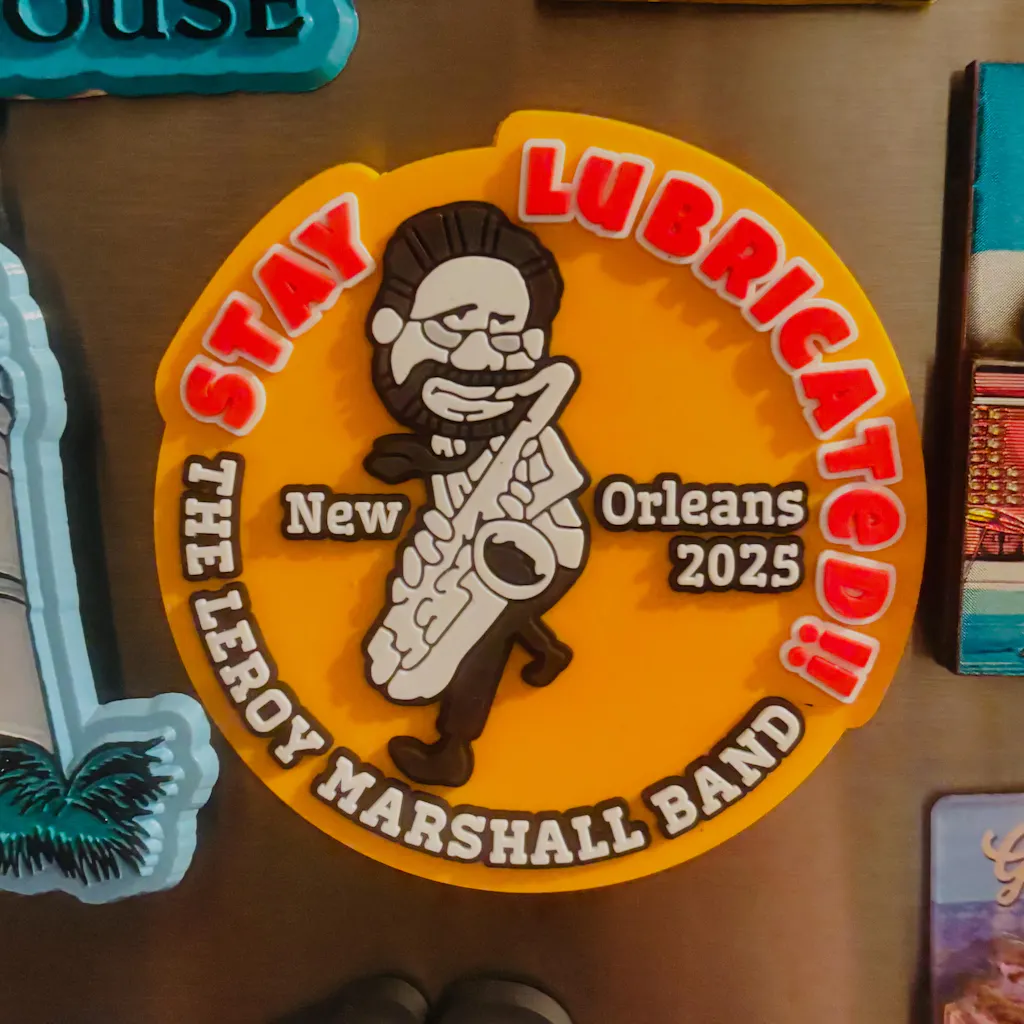 STAY LUBRICATeD!!!
New Orleans
2025
THE LEROY MARSHALL BAND